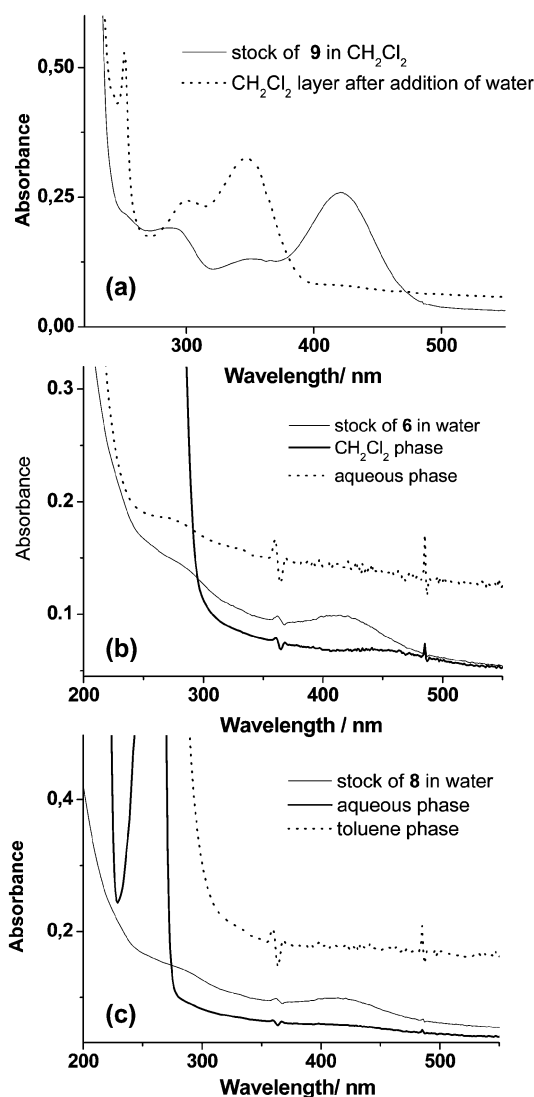 stock of 9 in CH₂Cl₂
CH₂Cl₂ layer after addition of water
0,50
0,25
0,00
Absorbance
(a)
300 400 500
Wavelength/ nm
stock of 6 in water
CH₂Cl₂ phase
aqueous phase
0.3
0.2
0.1
Absorbance
(b)
200 300 400 500
Wavelength / nm
stock of 8 in water
aqueous phase
toluene phase
0,4
0,2
Absorbance
(c)
200 300 400 500
Wavelength / nm